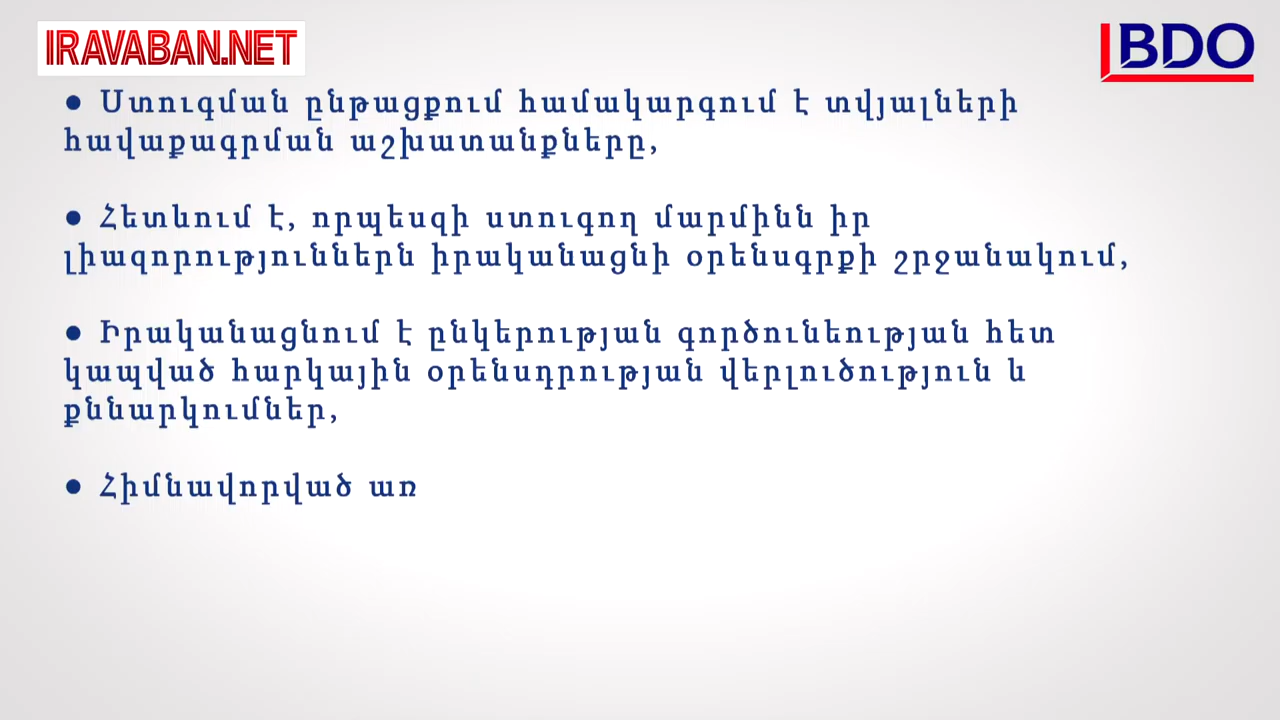 IRAVABAN.NET
BDO
● Ստուգման ընթացքում համակարգում է տվյալների
հավաքագրման աշխատանքները,
● Հետևում է, որպեսզի ստուգող մարմինն իր
լիազորություններն իրականացնի օրենսգրքի շրջանակում,
● Իրականացնում է ընկերության գործունեության հետ
կապված հարկային օրենսդրության վերլուծություն և
քննարկումներ,
● Հիմնավորված առ